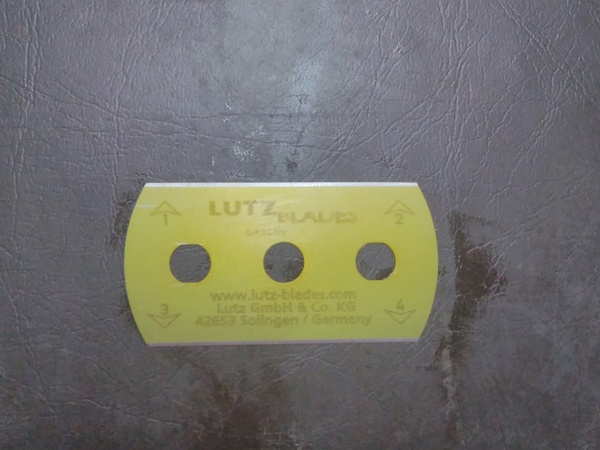 LUTZ BLADES
1 2
www.lutz-blades.com
Lutz GmbH & Co. KG
3 4
42653 Solingen / Germany